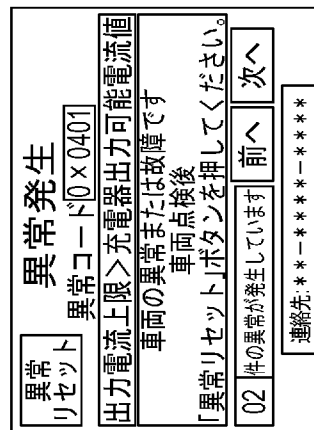 異常
リセット
異常発生
異常コード 0×0401
出力電流上限>充電器出力可能電流値
車両の異常または故障です
車両点検後
「異常リセット」ボタンを押してください。
02 件の異常が発生しています 前へ 次へ
連絡先:**-****-****